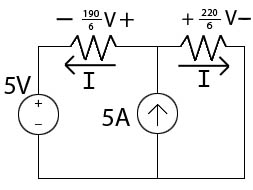 − 190/6 V + + 220/6 V −
I I
5V + −
5A